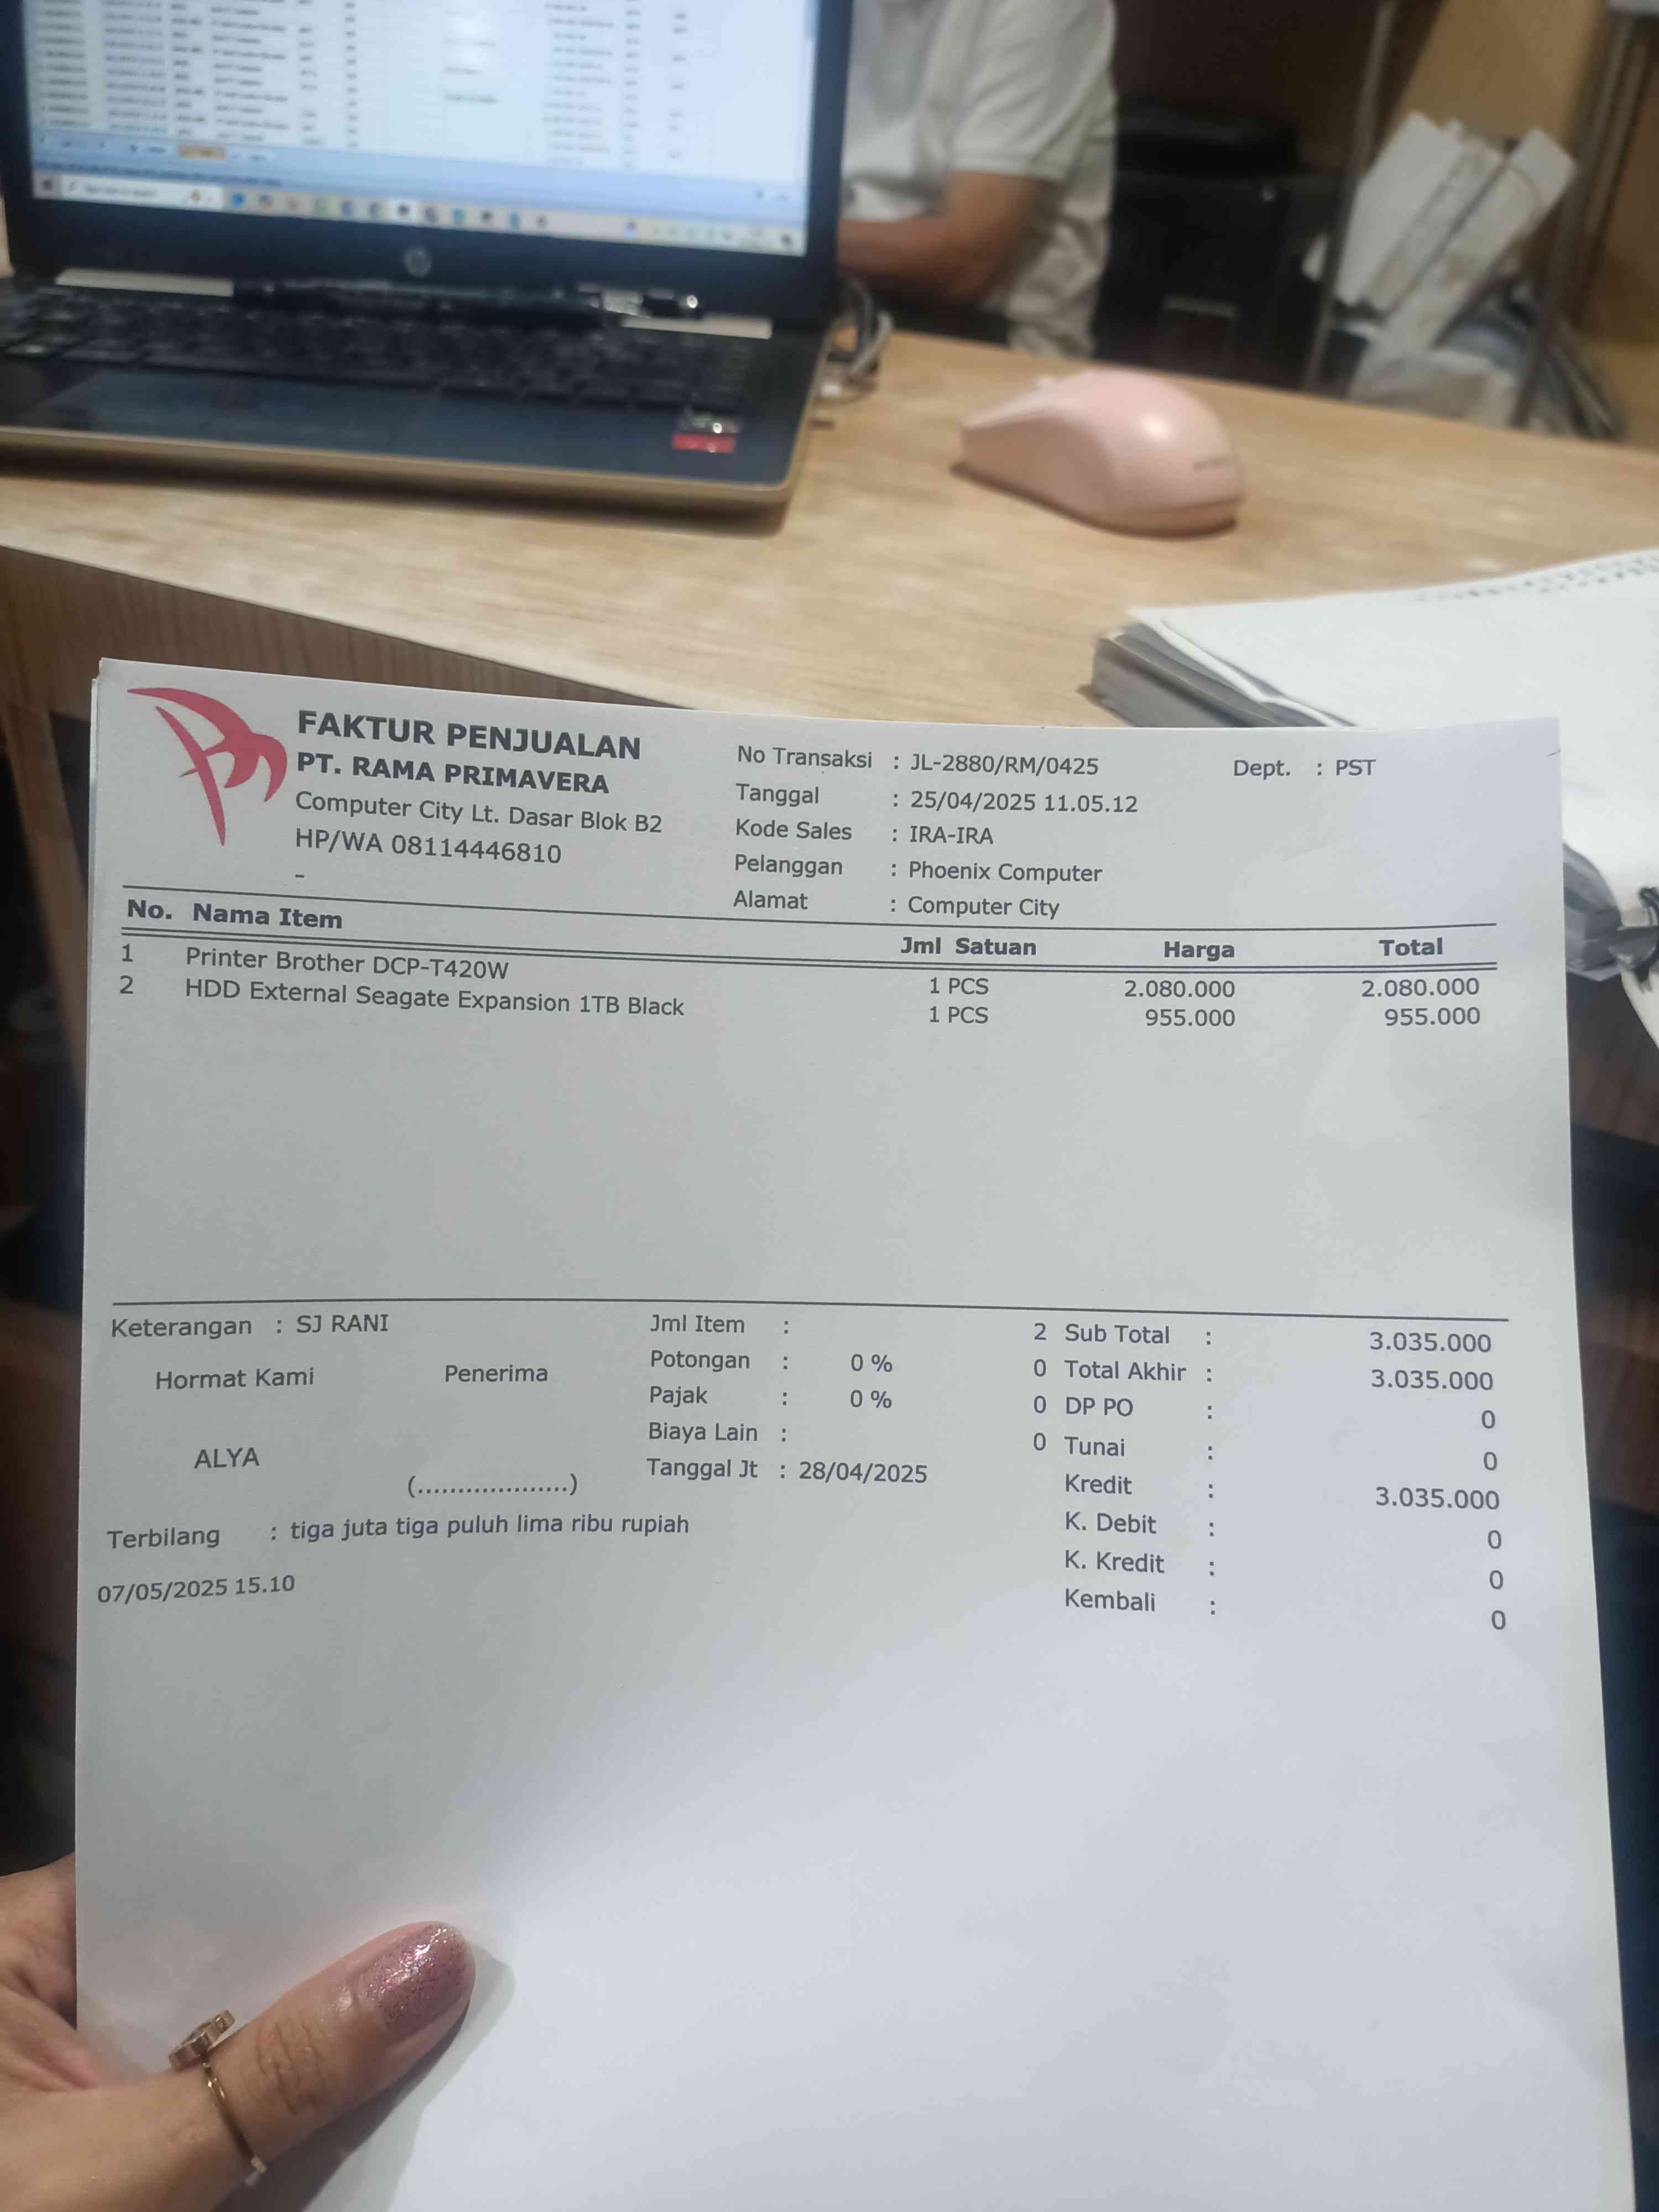 FAKTUR PENJUALAN
PT. RAMA PRIMAVERA
Computer City Lt. Dasar Blok B2
HP/WA 08114446810
-
No Transaksi : JL-2880/RM/0425 Dept. : PST
Tanggal : 25/04/2025 11.05.12
Kode Sales : IRA-IRA
Pelanggan : Phoenix Computer
Alamat : Computer City
No. Nama Item Jml Satuan Harga Total
1 Printer Brother DCP-T420W 1 PCS 2.080.000 2.080.000
2 HDD External Seagate Expansion 1TB Black 1 PCS 955.000 955.000
Keterangan : SJ RANI
Hormat Kami Penerima
ALYA
(...................)
Jml Item : 2
Potongan : 0 % 0
Pajak : 0 % 0
Biaya Lain : 0
Tanggal Jt : 28/04/2025
Sub Total : 3.035.000
Total Akhir : 3.035.000
DP PO : 0
Tunai : 0
Kredit : 3.035.000
K. Debit : 0
K. Kredit : 0
Kembali : 0
Terbilang : tiga juta tiga puluh lima ribu rupiah
07/05/2025 15.10